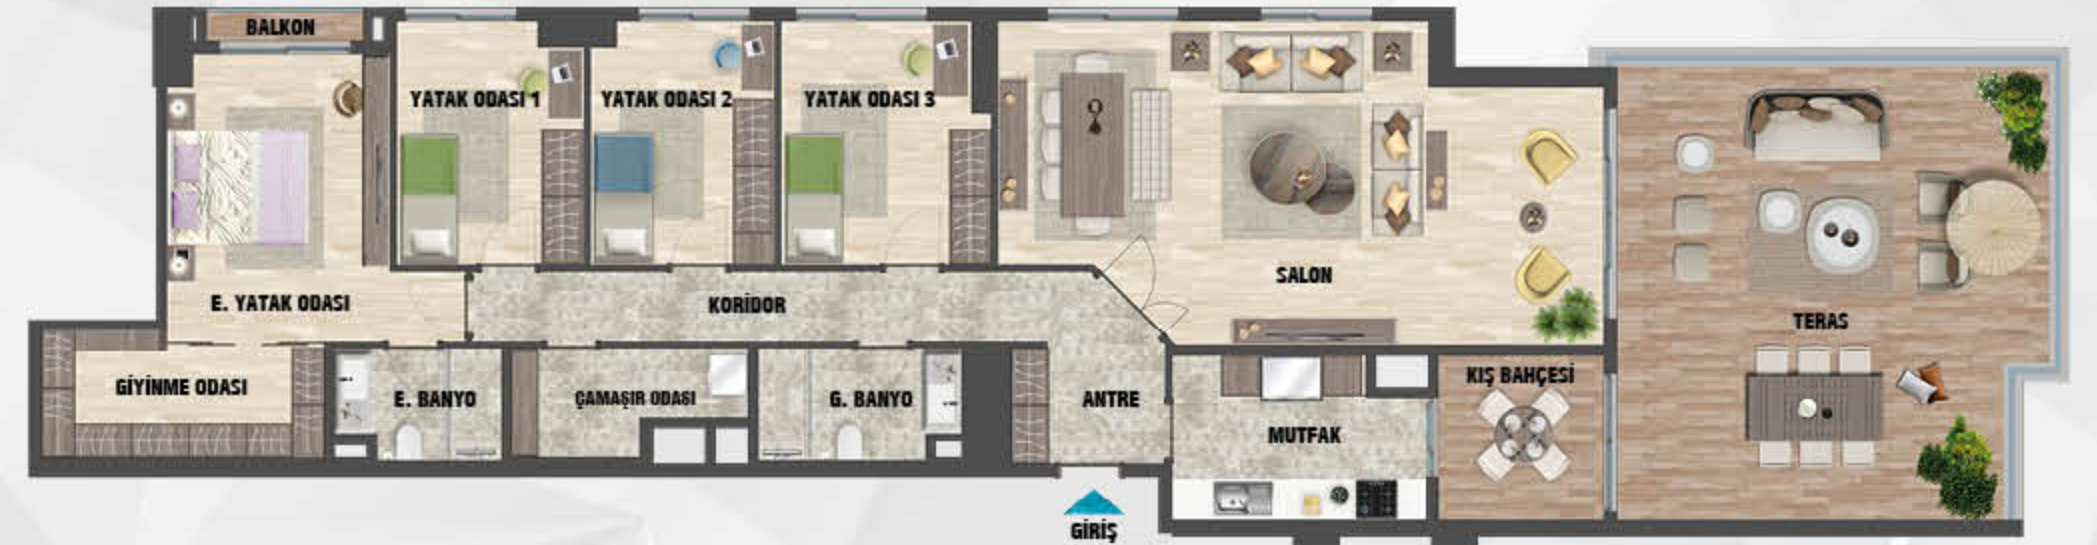 BALKON
YATAK ODASI 1
YATAK ODASI 2
YATAK ODASI 3
E. YATAK ODASI
KORİDOR
SALON
TERAS
GİYİNME ODASI
E. BANYO
ÇAMAŞIR ODASI
G. BANYO
ANTRE
MUTFAK
KIŞ BAHÇESİ
GİRİŞ